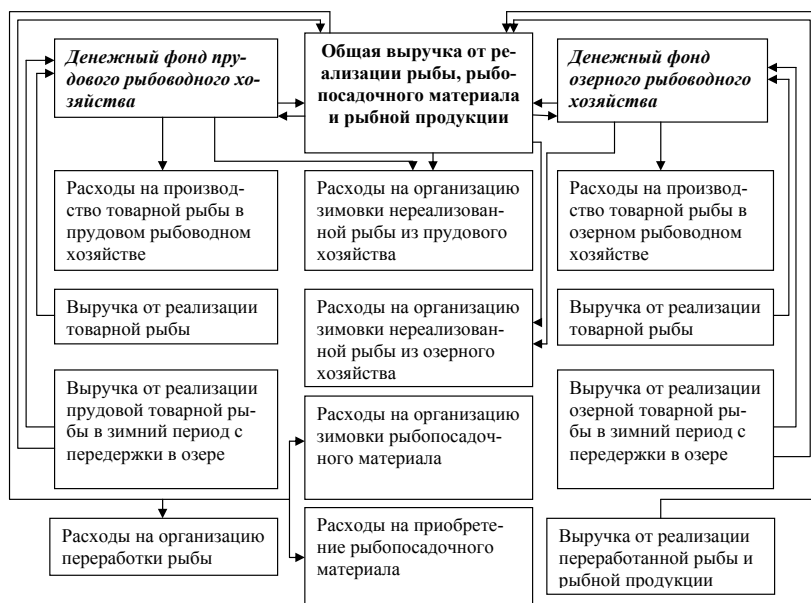 Денежный фонд пру-
дового рыбоводного хо-
зяйства
Общая выручка от ре-
ализации рыбы, рыбо-
посадочного материала
и рыбной продукции
Денежный фонд
озерного рыбоводного
хозяйства
Расходы на производ-
ство товарной рыбы в
прудовом рыбоводном
хозяйстве
Расходы на организацию
зимовки нереализован-
ной рыбы из прудового
хозяйства
Расходы на производ-
ство товарной рыбы в
озерном рыбоводном
хозяйстве
Выручка от реализации
товарной рыбы
Расходы на организацию
зимовки нереализован-
ной рыбы из озерного
хозяйства
Выручка от реализации
товарной рыбы
Выручка от реализации
прудовой товарной ры-
бы в зимний период с
передержки в озере
Расходы на организацию
зимовки рыбопосадоч-
ного материала
Выручка от реализации
озерной товарной ры-
бы в зимний период с
передержки в озере
Расходы на организацию
переработки рыбы
Расходы на приобрете-
ние рыбопосадочного
материала
Выручка от реализации
переработанной рыбы и
рыбной продукции